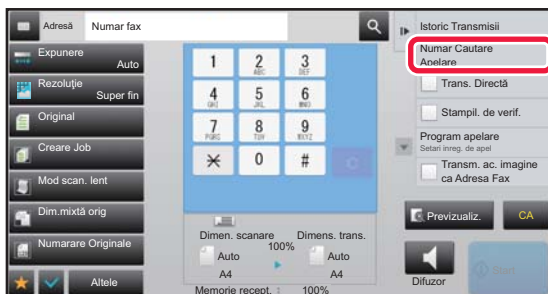 Adresă
Numar fax
Expunere
Auto
Rezoluţie
Super fin
Original
Creare Job
Mod scan. lent
Dim.mixtă orig
Numarare Originale
Altele
1
2
ABC
3
DEF
4
GHI
5
JKL
6
MNO
7
PQRS
8
TUV
9
WXYZ
0
#
C
Dimen. scanare
Dimens. trans.
100%
Auto
A4
Auto
A4
Memorie recept.
100%
Istoric Transmisii
Numar Cautare
Apelare
Trans. Directă
Stampil. de verif.
Program apelare
Setari inreg. de apel
Transm. ac. imagine
ca Adresa Fax
Previzualiz.
CA
Difuzor
Start